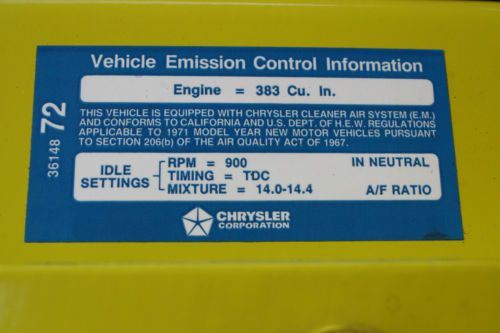 Vehicle Emission Control Information
Engine = 383 Cu. In.
THIS VEHICLE IS EQUIPPED WITH CHRYSLER CLEANER AIR SYSTEM (E.M.)
AND CONFORMS TO CALIFORNIA AND U.S. DEPT. OF H.E.W. REGULATIONS
APPLICABLE TO 1971 MODEL YEAR NEW MOTOR VEHICLES PURSUANT
TO SECTION 206(b) OF THE AIR QUALITY ACT OF 1967.
36148 72
IDLE SETTINGS
RPM = 900 IN NEUTRAL
TIMING = TDC
MIXTURE = 14.0-14.4 A/F RATIO
CHRYSLER
CORPORATION